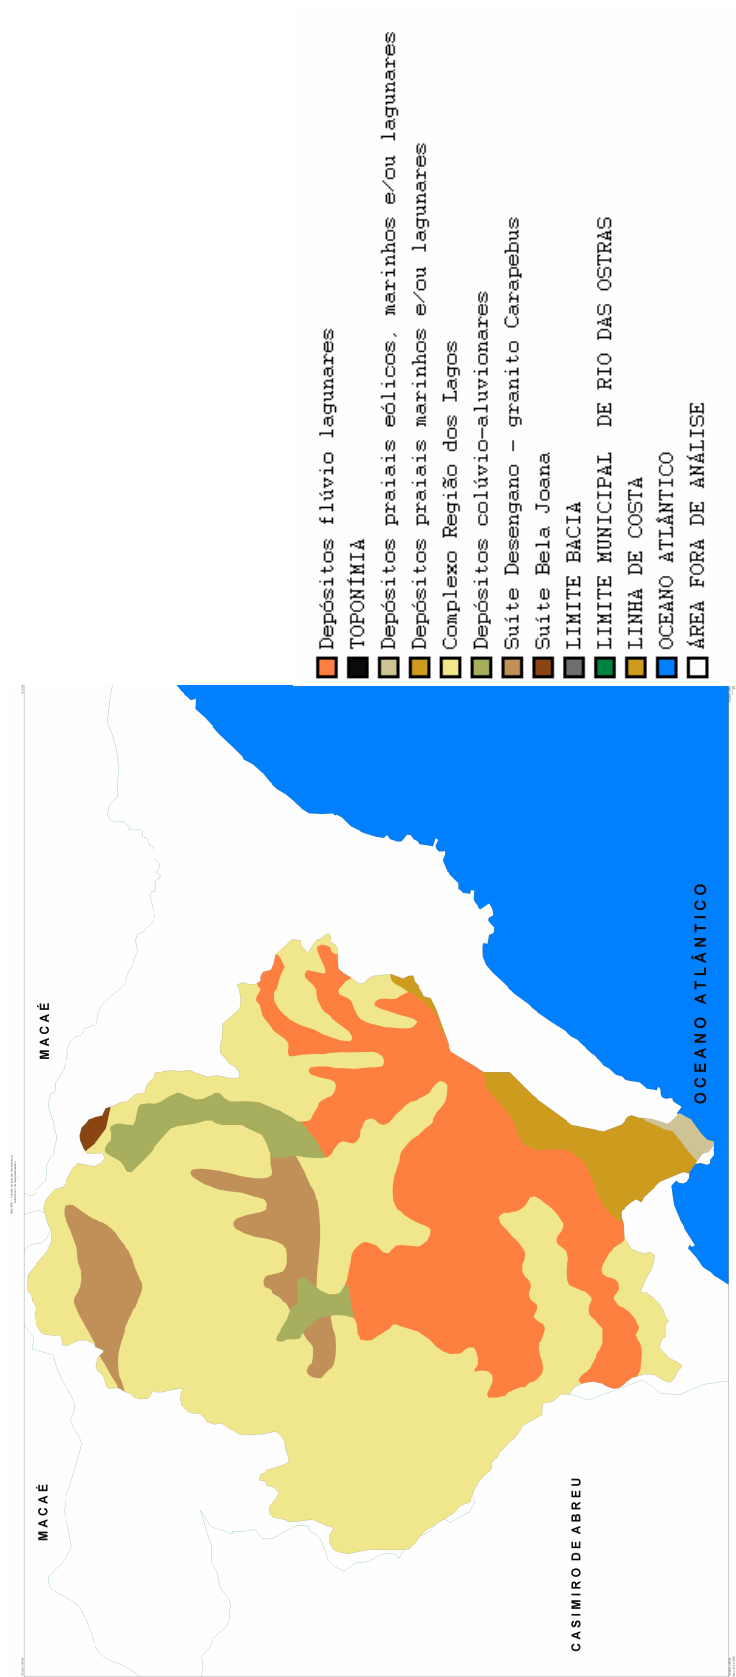 Depósitos flúvio lagunares
TOPONÍMIA
Depósitos praiais eólicos, marinhos e/ou lagunares
Depósitos praiais marinhos e/ou lagunares
Complexo Região dos Lagos
Depósitos colúvio-aluvionares
Suíte Desengano - granito Carapebus
Suíte Bela Joana
LIMITE BACIA
LIMITE MUNICIPAL DE RIO DAS OSTRAS
LINHA DE COSTA
OCEANO ATLÂNTICO
ÁREA FORA DE ANÁLISE
MACAÉ
MACAÉ
CASIMIRO DE ABREU
OCEANO ATLÂNTICO